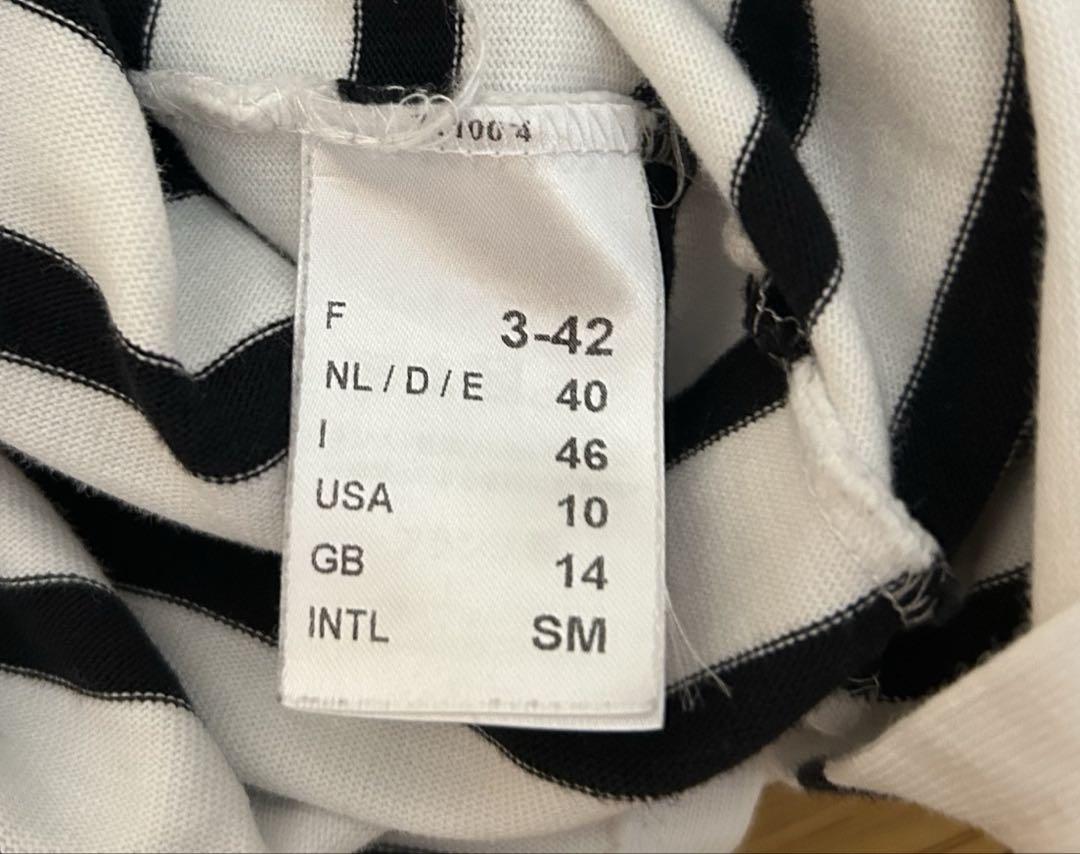 F 3-42
NL / D / E 40
I 46
USA 10
GB 14
INTL SM